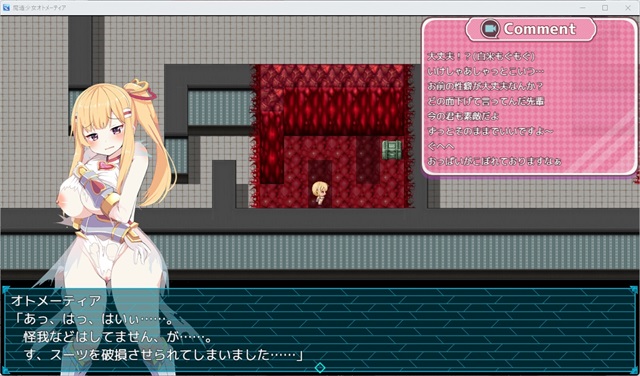 魔造少女オトメーティア
Comment
大丈夫！？(白米もぐもぐ)
いけしゃあしゃあっとこいつ…
お前の性癖が大丈夫なんか？
どの面下げて言ってんだ先輩
今の君も素敵だよ
ずっとそのままでいいですよ～
ぐへへ
おっぱいがこぼれておりますなぁ
オトメーティア
「あっ、はっ、はいぃ……。
怪我などはしてません、が……。
す、スーツを破損させられてしまいました……」